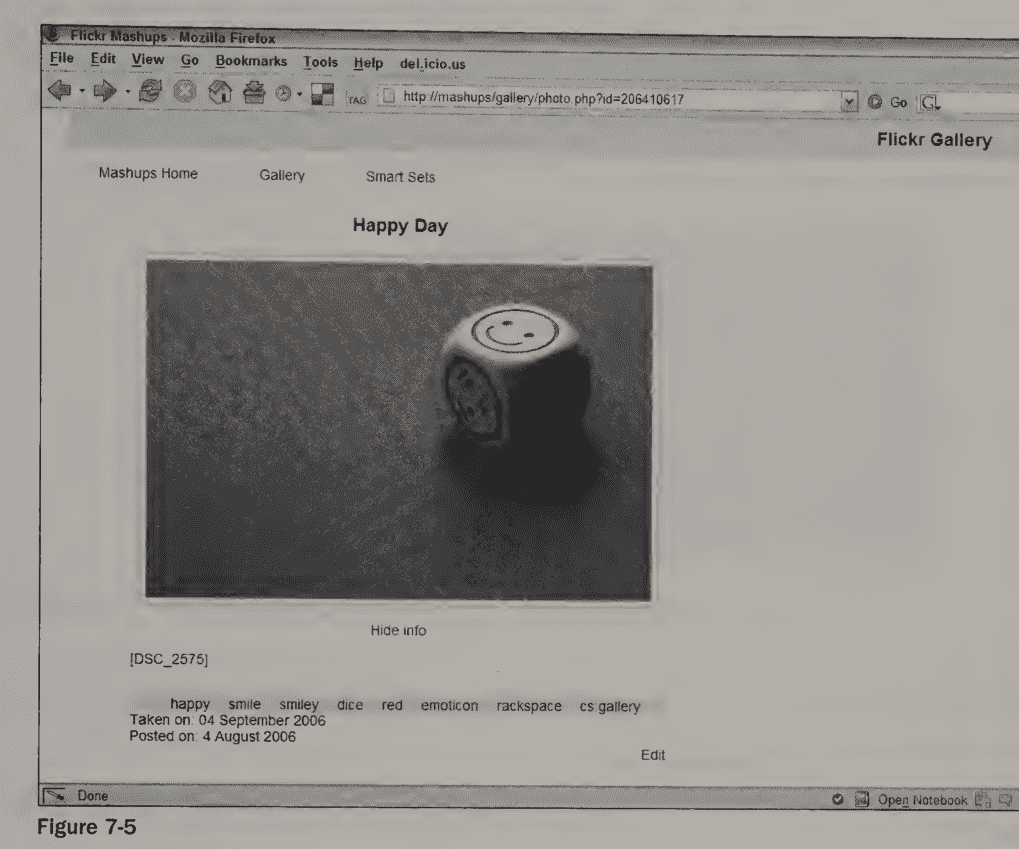 Flickr Mashups - Mozilla Firefox
File Edit View Go Bookmarks Tools Help del.icio.us
TAG http://mashups/gallery/photo.php?id=206410617 Go G
Flickr Gallery
Mashups Home Gallery Smart Sets
Happy Day
Hide info
[DSC_2575]
happy smile smiley dice red emoticon rackspace cs gallery
Taken on: 04 September 2006
Posted on: 4 August 2006
Edit
Done Open Notebook
Figure 7-5